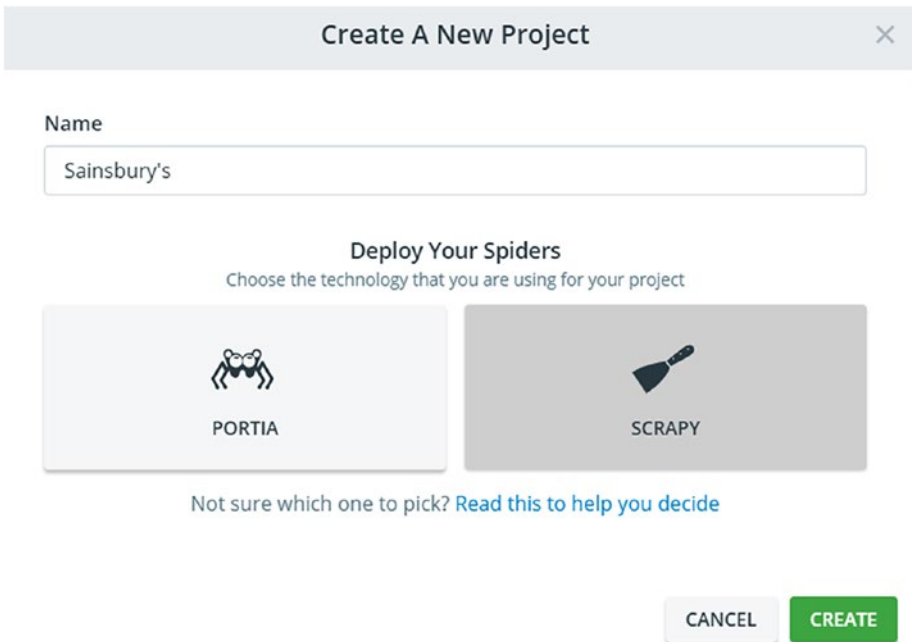 Create A New Project
Name
Sainsbury's
Deploy Your Spiders
Choose the technology that you are using for your project
PORTIA
SCRAPY
Not sure which one to pick? Read this to help you decide
CANCEL
CREATE